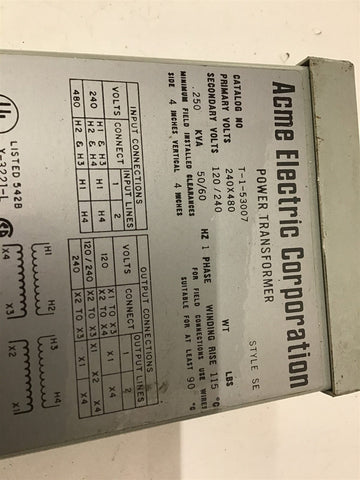 Acme Electric Corporation
POWER TRANSFORMER
STYLE SE
CATALOG NO T-1-53007 WT LBS
PRIMARY VOLTS 240X480
SECONDARY VOLTS 120/240 WINDING RISE 115 °C
.250 KVA 50/60 HZ 1 PHASE FOR FIELD CONNECTIONS USE WIRES
MINIMUM FIELD INSTALLED CLEARANCES SUITABLE FOR AT LEAST 90 °C
SIDE 4 INCHES, VERTICAL 4 INCHES
INPUT CONNECTIONS
VOLTS CONNECT INPUT LINES
1 2
240 H1 & H3 H1 H4
H2 & H4
480 H2 & H3 H1 H4
OUTPUT CONNECTIONS
VOLTS CONNECT OUTPUT LINES
1 2
120 X1 TO X3 X1 X4
X2 TO X4
120/240 X2 TO X3 X1 X4
240 X2 TO X3 X1 X4
UL
LISTED 542B
Y-3221-L
H1 H2 H3 H4
X4 X3 X2 X1